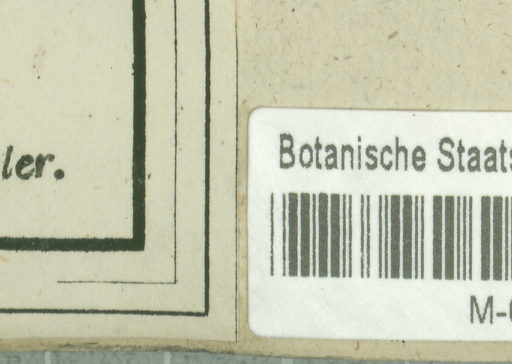 ler.
Botanische Staats
M-